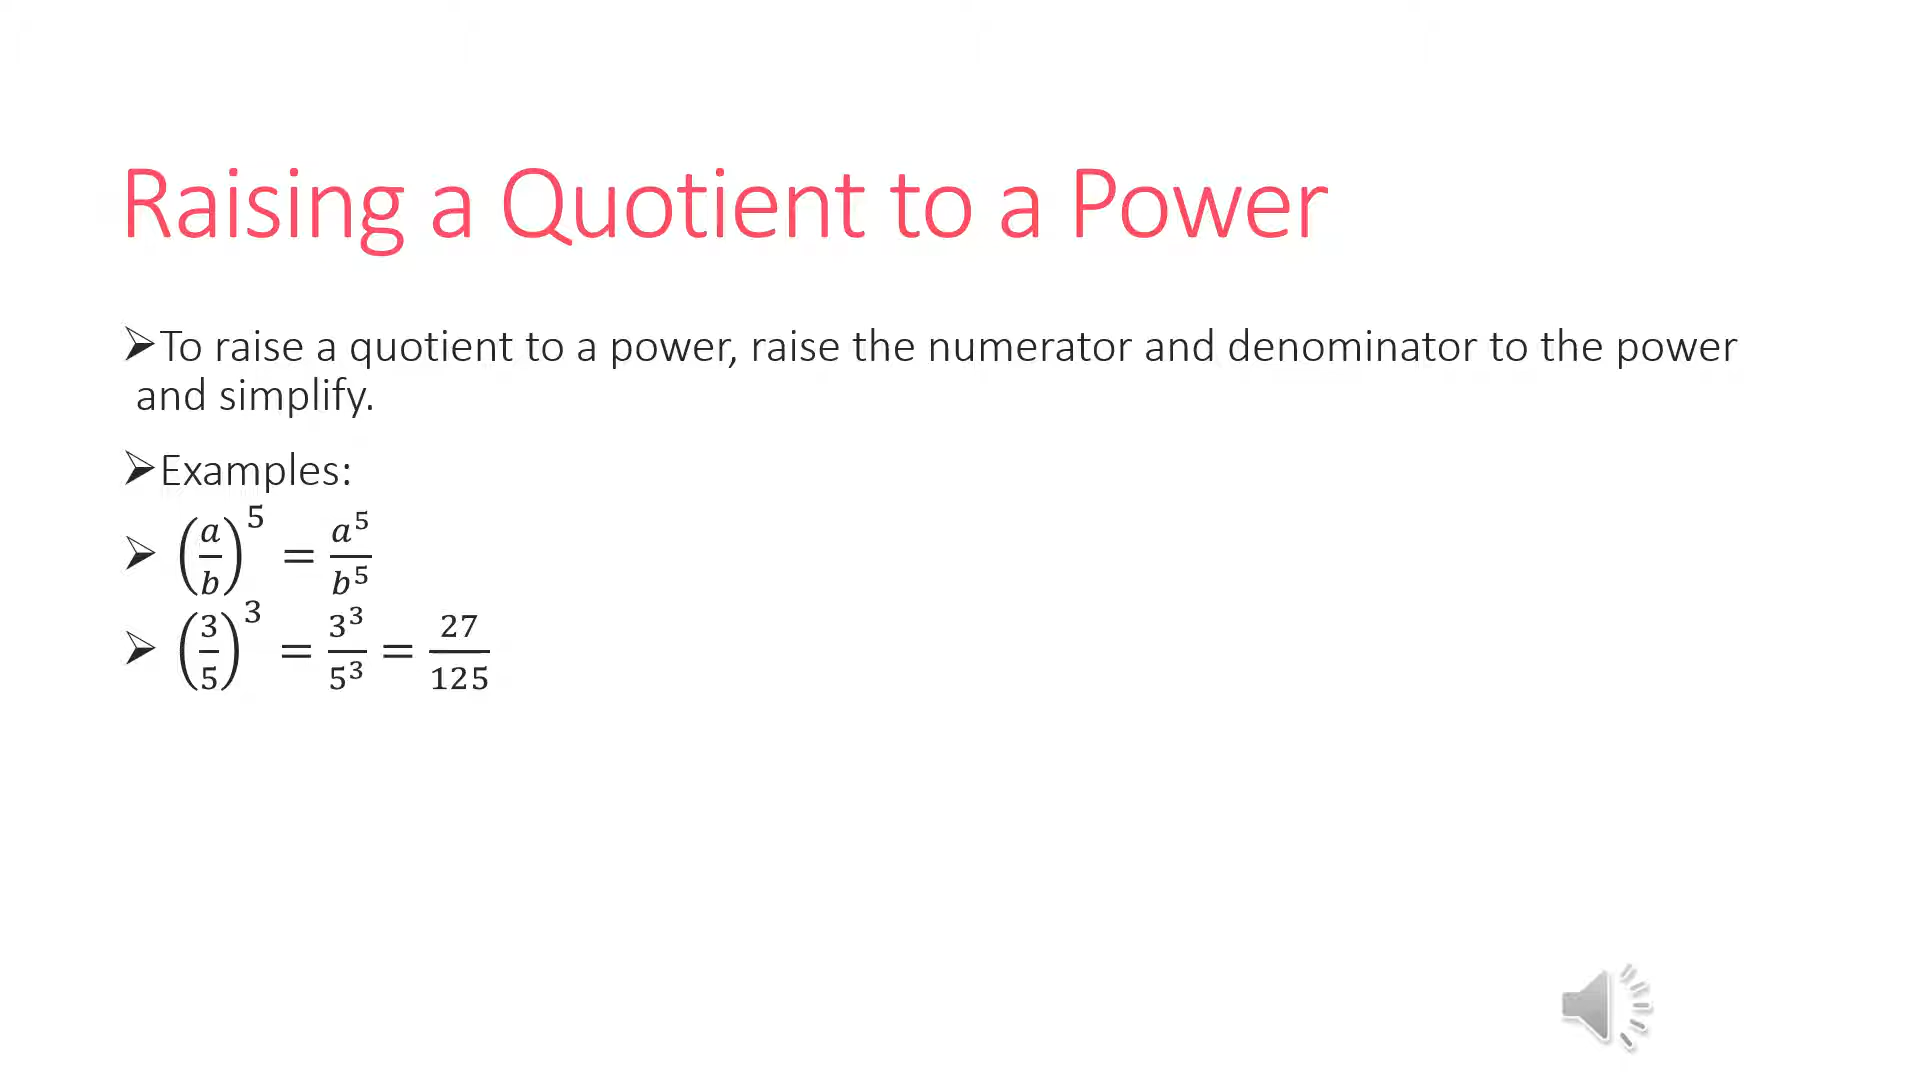 Raising a Quotient to a Power
➢To raise a quotient to a power, raise the numerator and denominator to the power
and simplify.
➢Examples:
➢ (a/b)^5 = a^5/b^5
➢ (3/5)^3 = 3^3/5^3 = 27/125